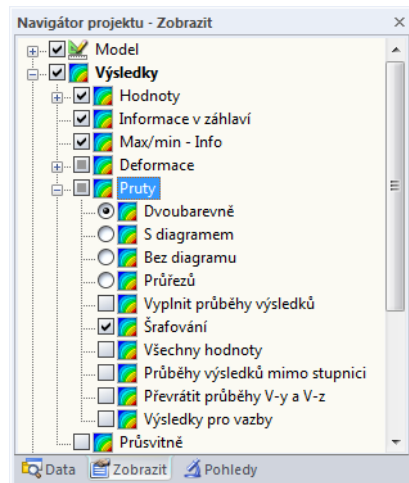 Navigátor projektu - Zobrazit
Model
Výsledky
Hodnoty
Informace v záhlaví
Max/min - Info
Deformace
Pruty
Dvoubarevně
S diagramem
Bez diagramu
Průřezů
Vyplnit průběhy výsledků
Šrafování
Všechny hodnoty
Průběhy výsledků mimo stupnici
Převrátit průběhy V-y a V-z
Výsledky pro vazby
Průsvitně
Data Zobrazit Pohledy